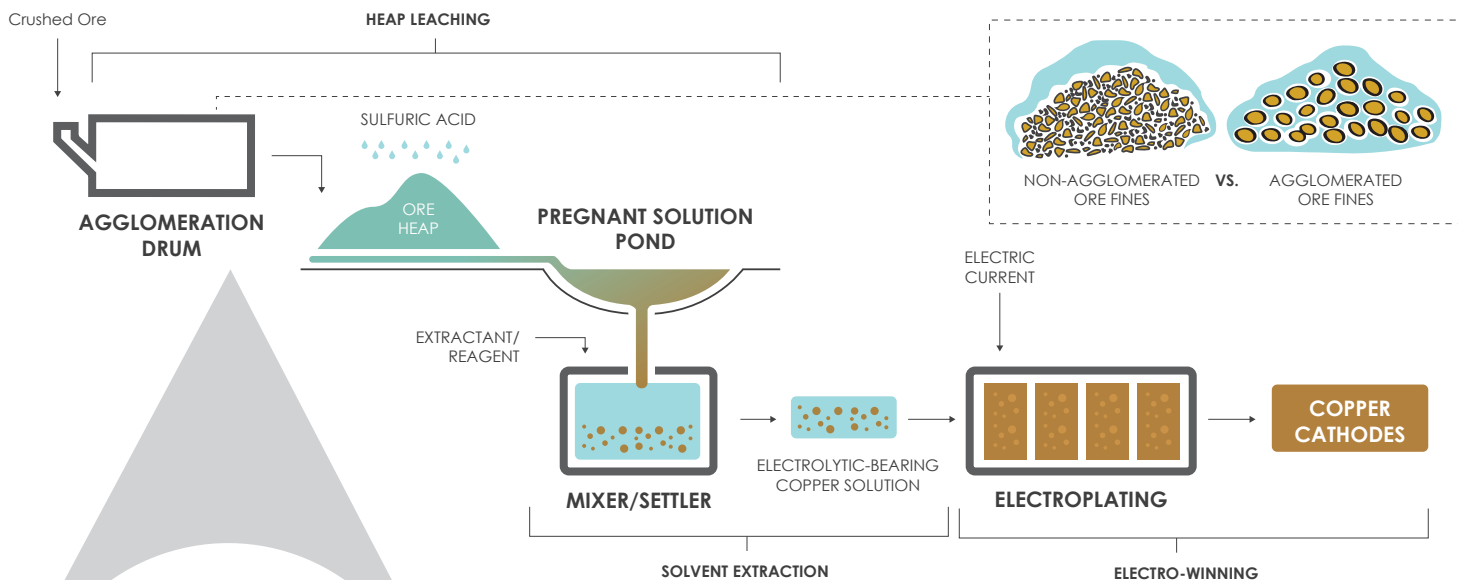 Crushed Ore
HEAP LEACHING
SULFURIC ACID
ORE
HEAP
AGGLOMERATION
DRUM
PREGNANT SOLUTION
POND
NON-AGGLOMERATED
ORE FINES
VS.
AGGLOMERATED
ORE FINES
EXTRACTANT/
REAGENT
ELECTRIC
CURRENT
MIXER/SETTLER
ELECTROLYTIC-BEARING
COPPER SOLUTION
ELECTROPLATING
COPPER
CATHODES
SOLVENT EXTRACTION
ELECTRO-WINNING